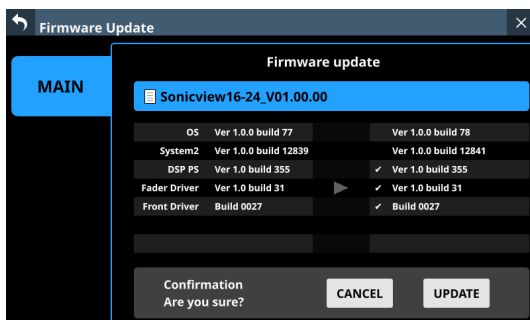 Firmware Update
Firmware update
MAIN
Sonicview16-24_V01.00.00
OS Ver 1.0.0 build 77 Ver 1.0.0 build 78
System2 Ver 1.0.0 build 12839 Ver 1.0.0 build 12841
DSP PS Ver 1.0 build 355 ✔ Ver 1.0 build 355
Fader Driver Ver 1.0 build 31 ✔ Ver 1.0 build 31
Front Driver Build 0027 ✔ Build 0027
Confirmation
Are you sure?
CANCEL UPDATE